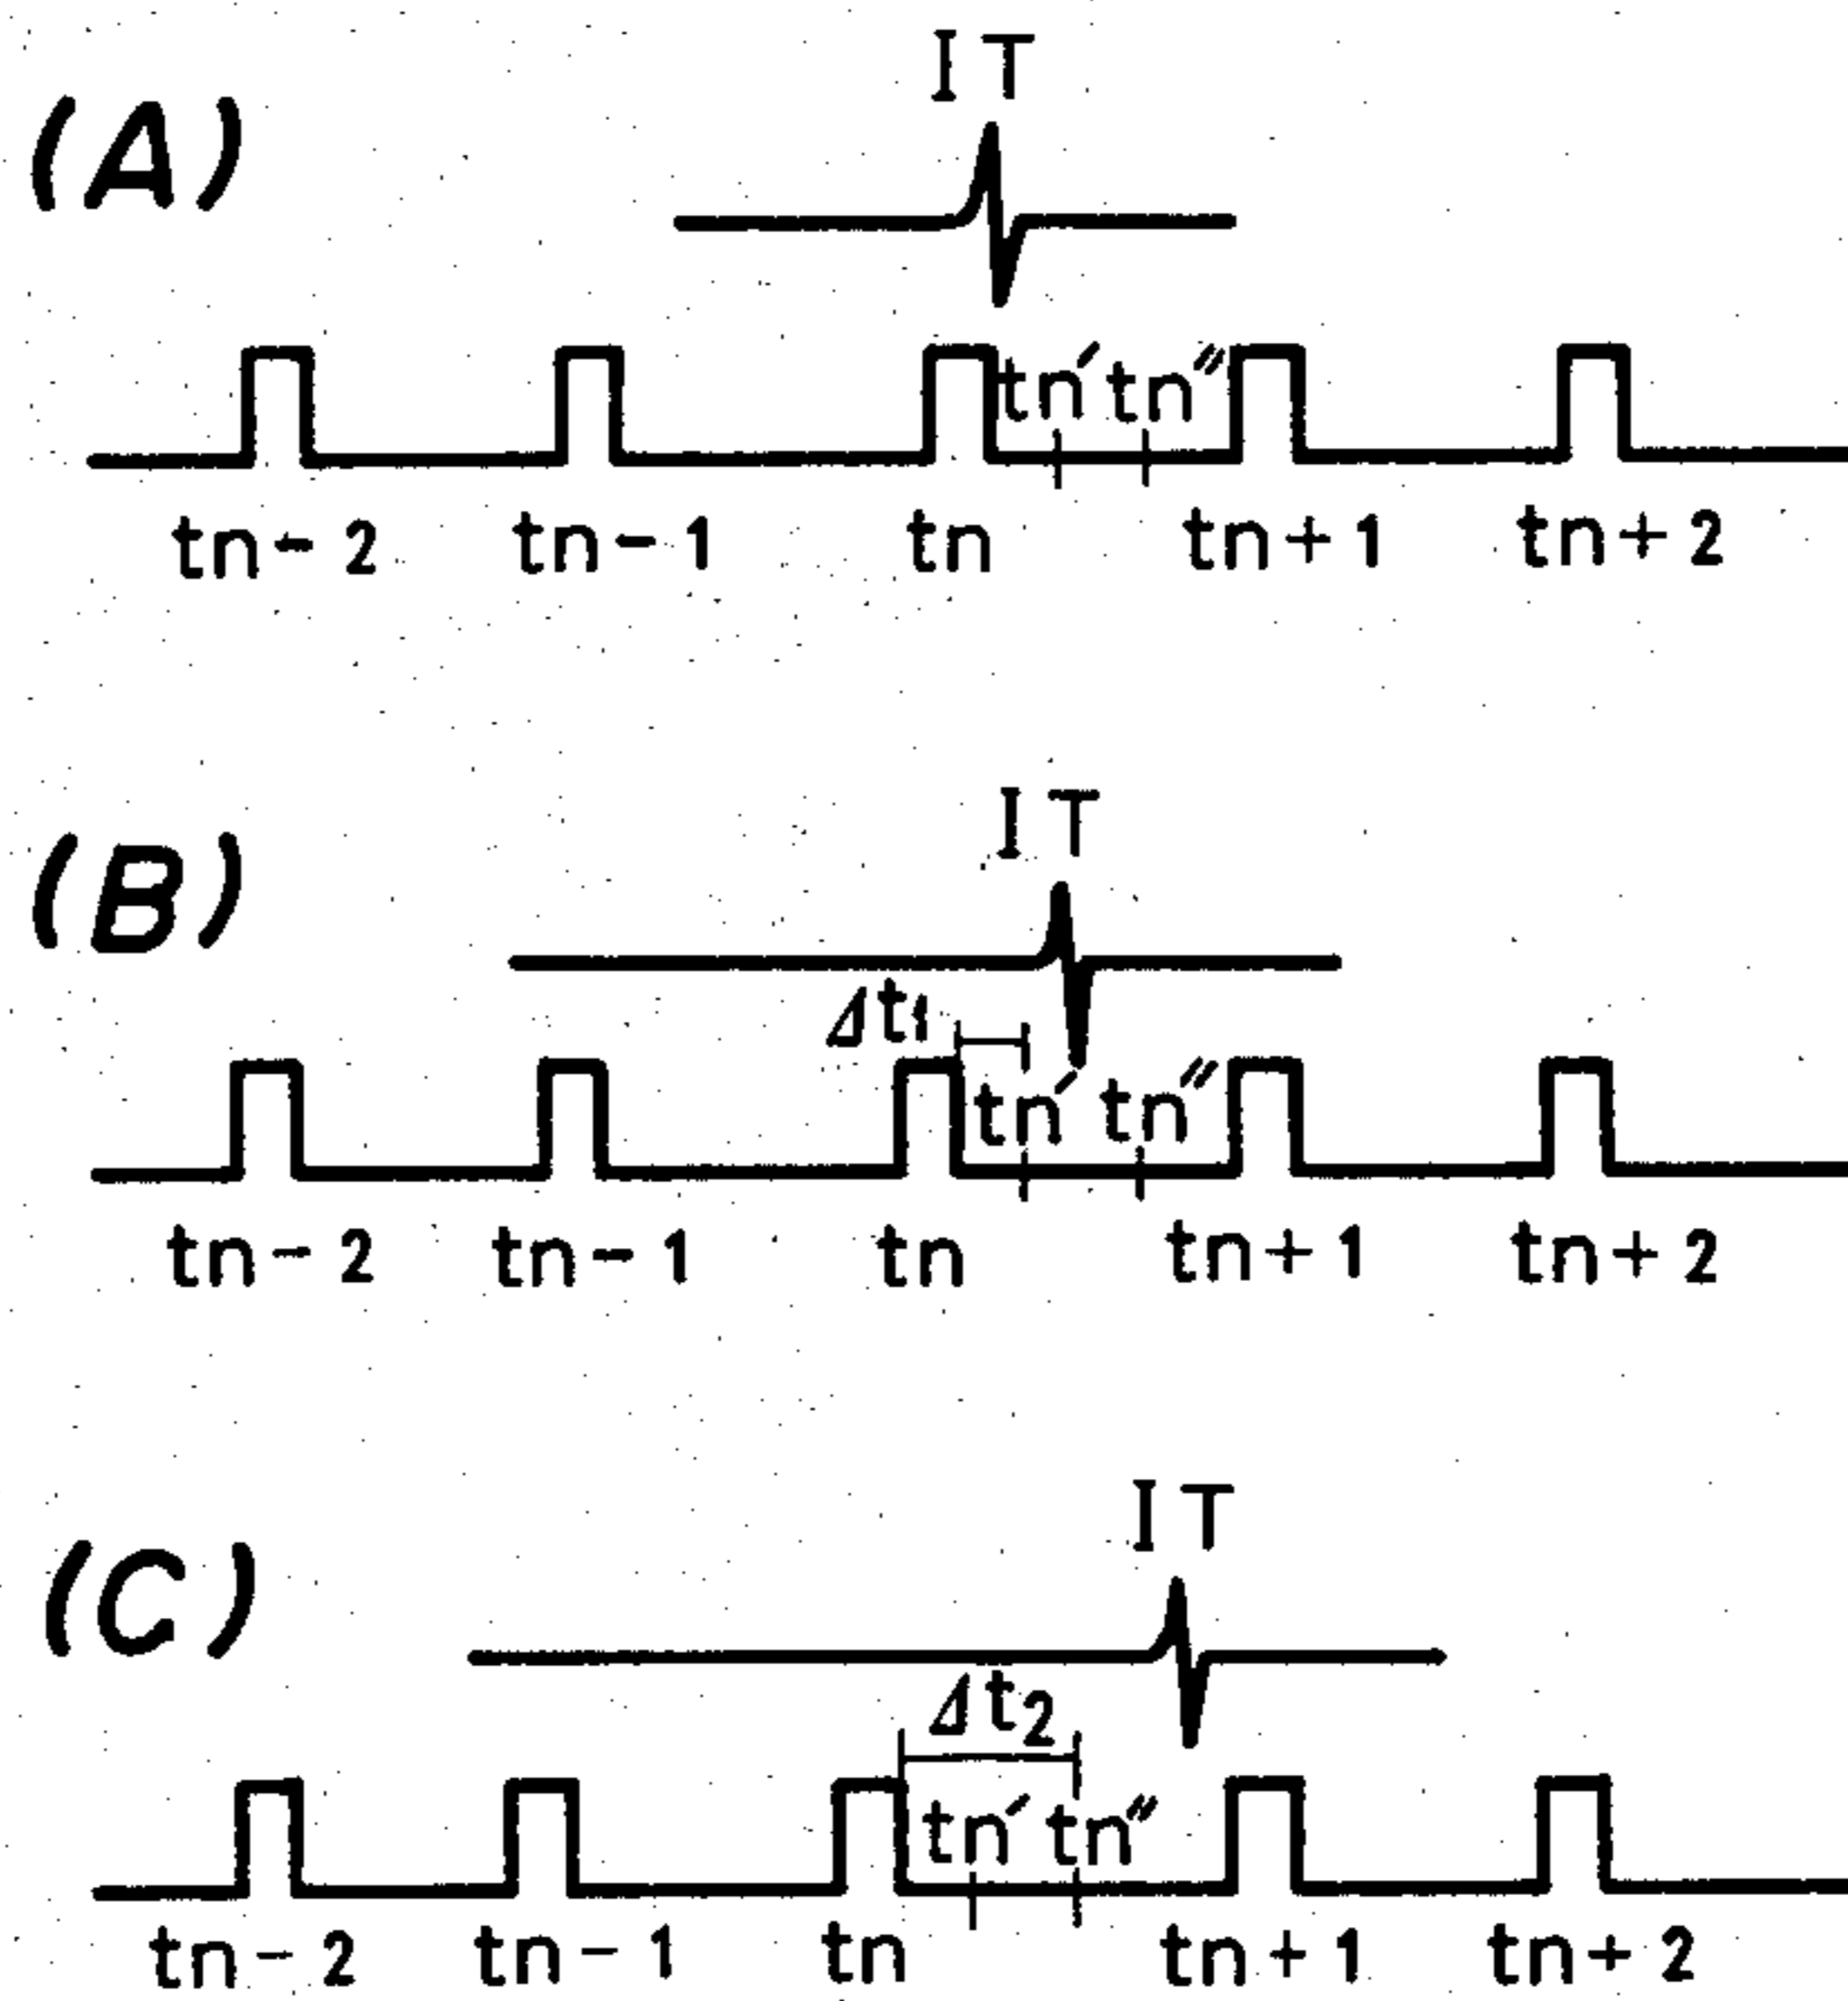 (A)
IT
tn′ tn″
tn-2 tn-1 tn tn+1 tn+2
(B)
IT
Δt₁
tn′ tn″
tn-2 tn-1 tn tn+1 tn+2
(C)
IT
Δt₂
tn′ tn″
tn-2 tn-1 tn tn+1 tn+2